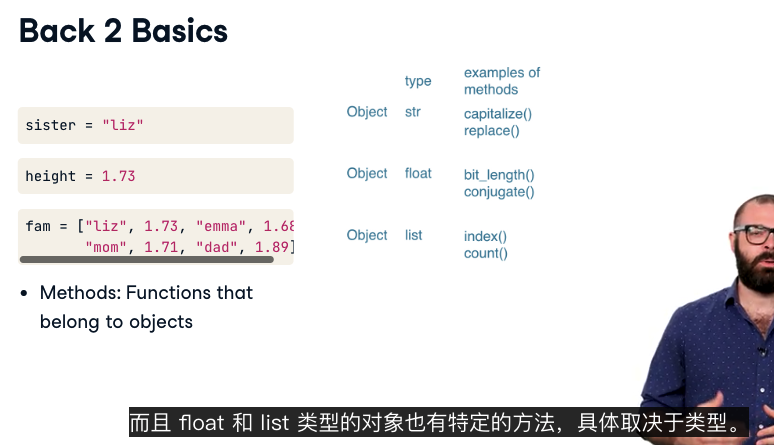 Back 2 Basics
type
examples of
methods
sister = "liz"
Object
str
capitalize()
replace()
height = 1.73
Object
float
bit_length()
conjugate()
fam = ["liz", 1.73, "emma", 1.68
"mom", 1.71, "dad", 1.89]
Object
list
index()
count()
• Methods: Functions that
belong to objects
而且 float 和 list 类型的对象也有特定的方法，具体取决于类型。